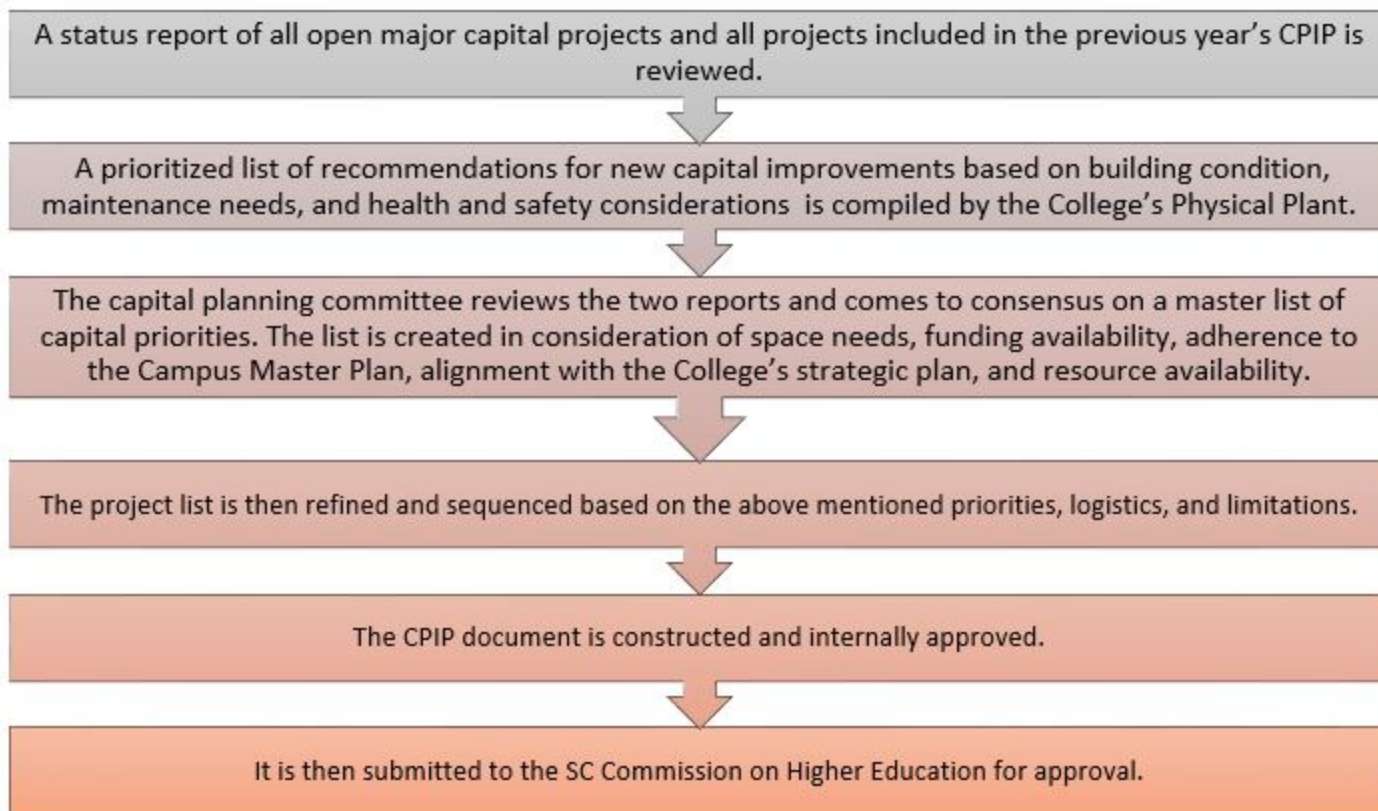 A status report of all open major capital projects and all projects included in the previous year’s CPIP is
reviewed.
A prioritized list of recommendations for new capital improvements based on building condition,
maintenance needs, and health and safety considerations  is compiled by the College’s Physical Plant.
The capital planning committee reviews the two reports and comes to consensus on a master list of
capital priorities. The list is created in consideration of space needs, funding availability, adherence to
the Campus Master Plan, alignment with the College’s strategic plan, and resource availability.
The project list is then refined and sequenced based on the above mentioned priorities, logistics, and limitations.
The CPIP document is constructed and internally approved.
It is then submitted to the SC Commission on Higher Education for approval.